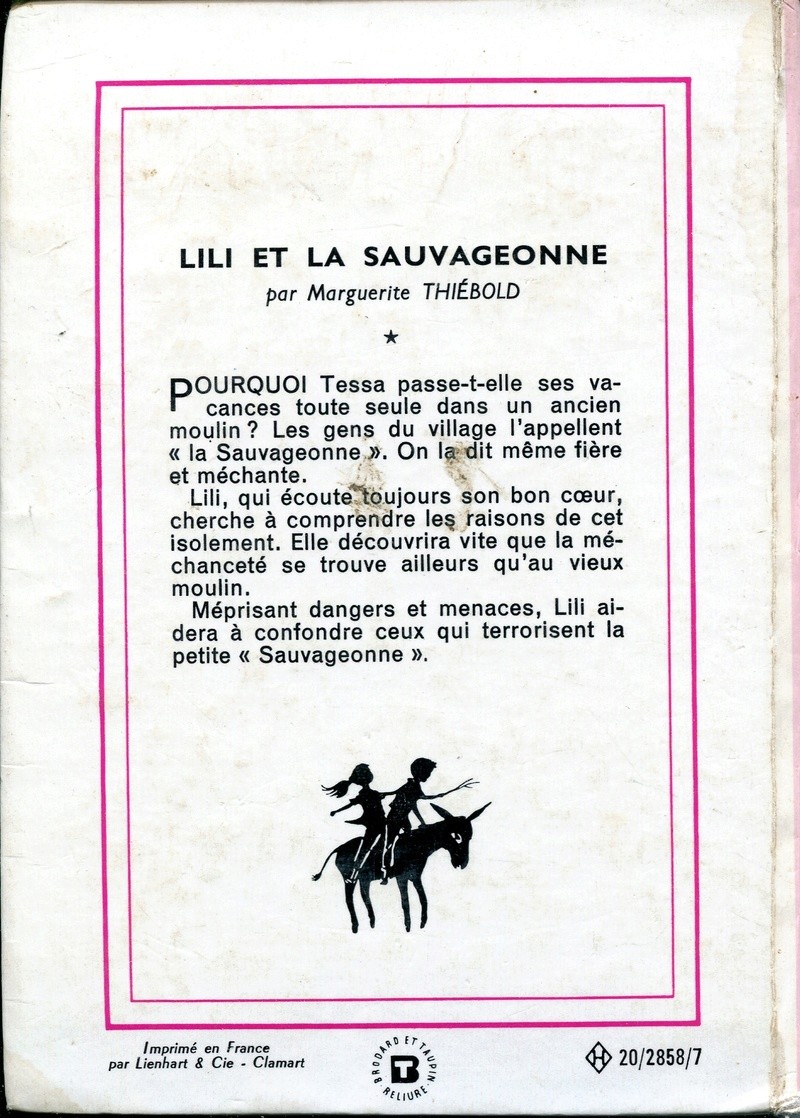 LILI ET LA SAUVAGEONNE
par Marguerite THIÉBOLD
★
POURQUOI Tessa passe-t-elle ses va-
cances toute seule dans un ancien
moulin ? Les gens du village l'appellent
« la Sauvageonne ». On la dit même fière
et méchante.
Lili, qui écoute toujours son bon cœur,
cherche à comprendre les raisons de cet
isolement. Elle découvrira vite que la mé-
chanceté se trouve ailleurs qu'au vieux
moulin.
Méprisant dangers et menaces, Lili ai-
dera à confondre ceux qui terrorisent la
petite « Sauvageonne ».
Imprimé en France
par Lienhart & Cie - Clamart
BRODARD ET TAUPIN
BT
RELIURE
H 20/2858/7